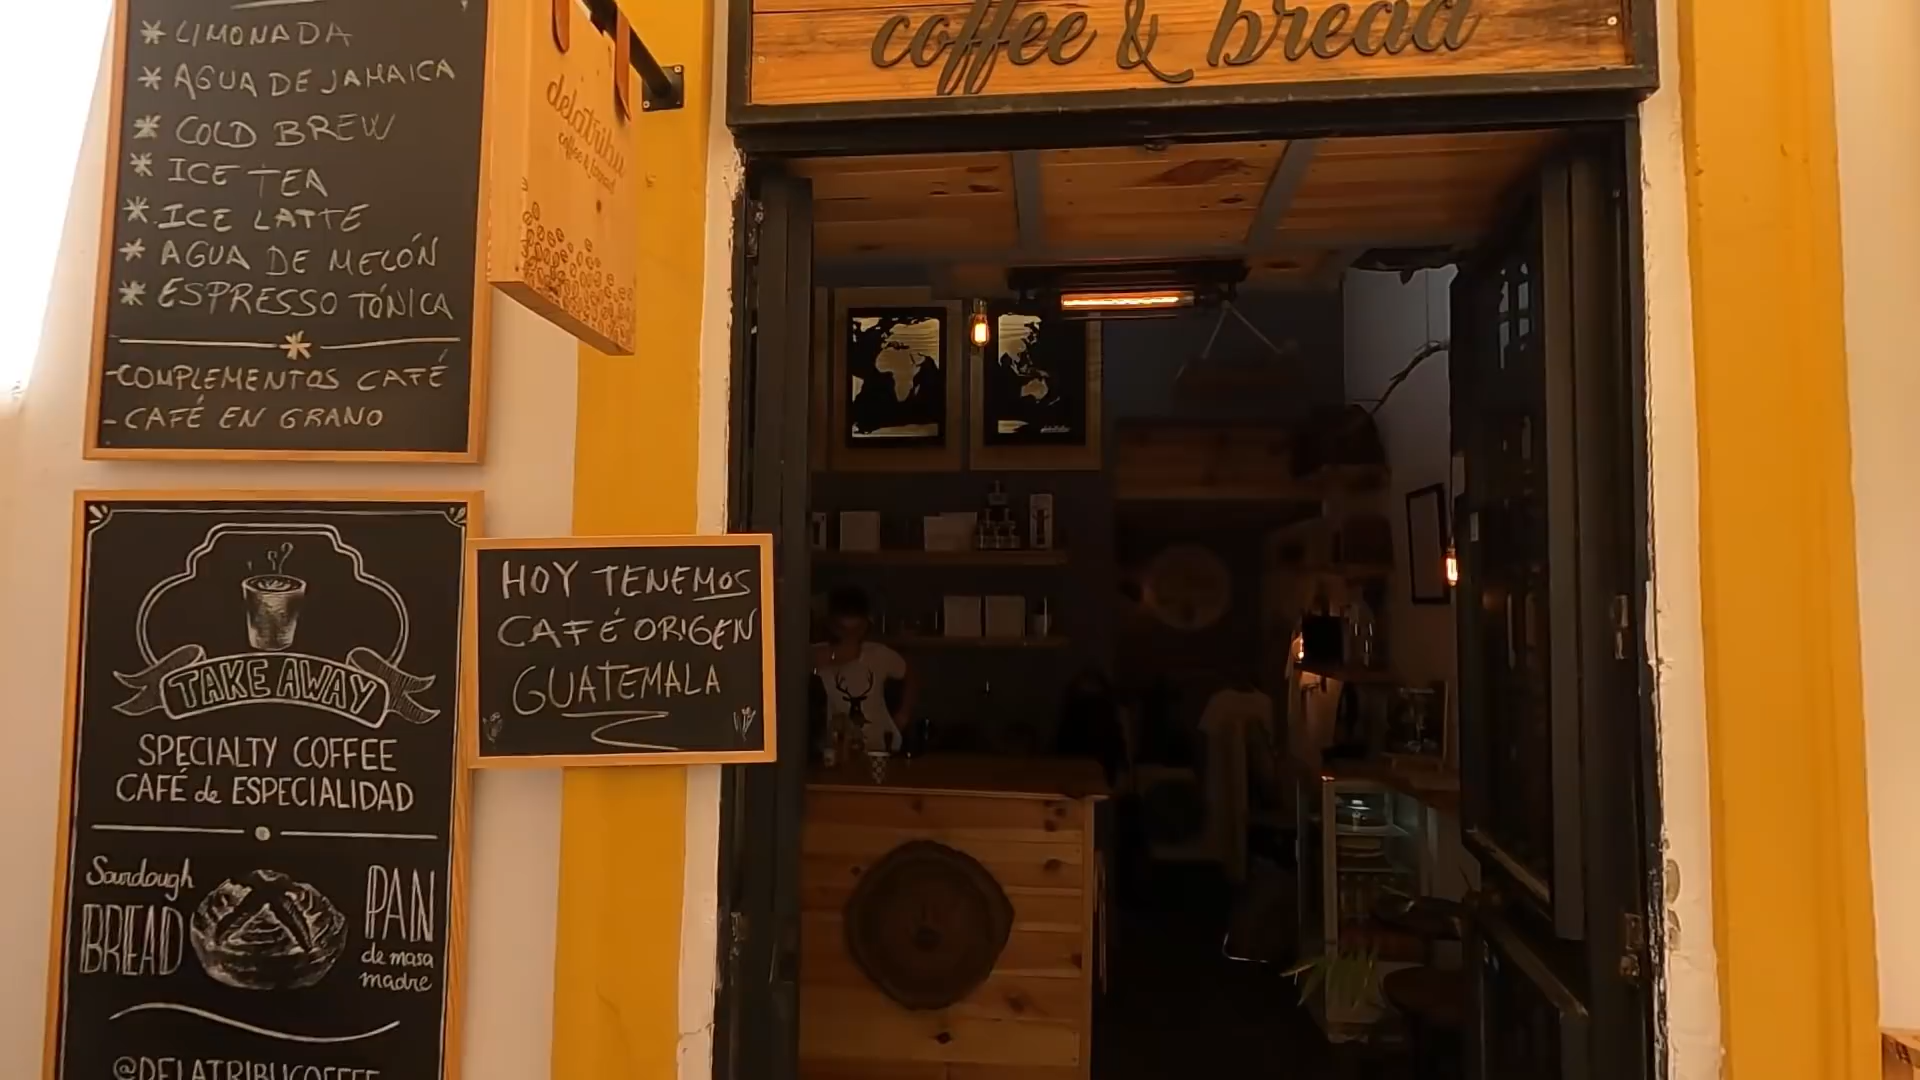 * LIMONADA
* AGUA DE JAMAICA
* COLD BREW
* ICE TEA
* ICE LATTE
* AGUA DE MELÓN
* ESPRESSO TÓNICA
-COMPLEMENTOS CAFÉ
- CAFÉ EN GRANO
delatribu
coffee & bread
coffee & bread
TAKE AWAY
SPECIALTY COFFEE
CAFÉ de ESPECIALIDAD
Sourdough
BREAD
PAN
de masa
madre
@DELATRIBUCOFFEE
HOY TENEMOS
CAFÉ ORIGEN
GUATEMALA